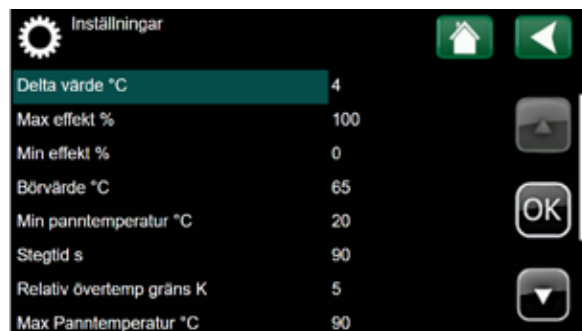 Inställningar
Delta värde °C 4
Max effekt % 100
Min effekt % 0
Börvärde °C 65
Min panntemperatur °C 20
Stegtid s 90
Relativ övertemp gräns K 5
Max Panntemperatur °C 90
OK